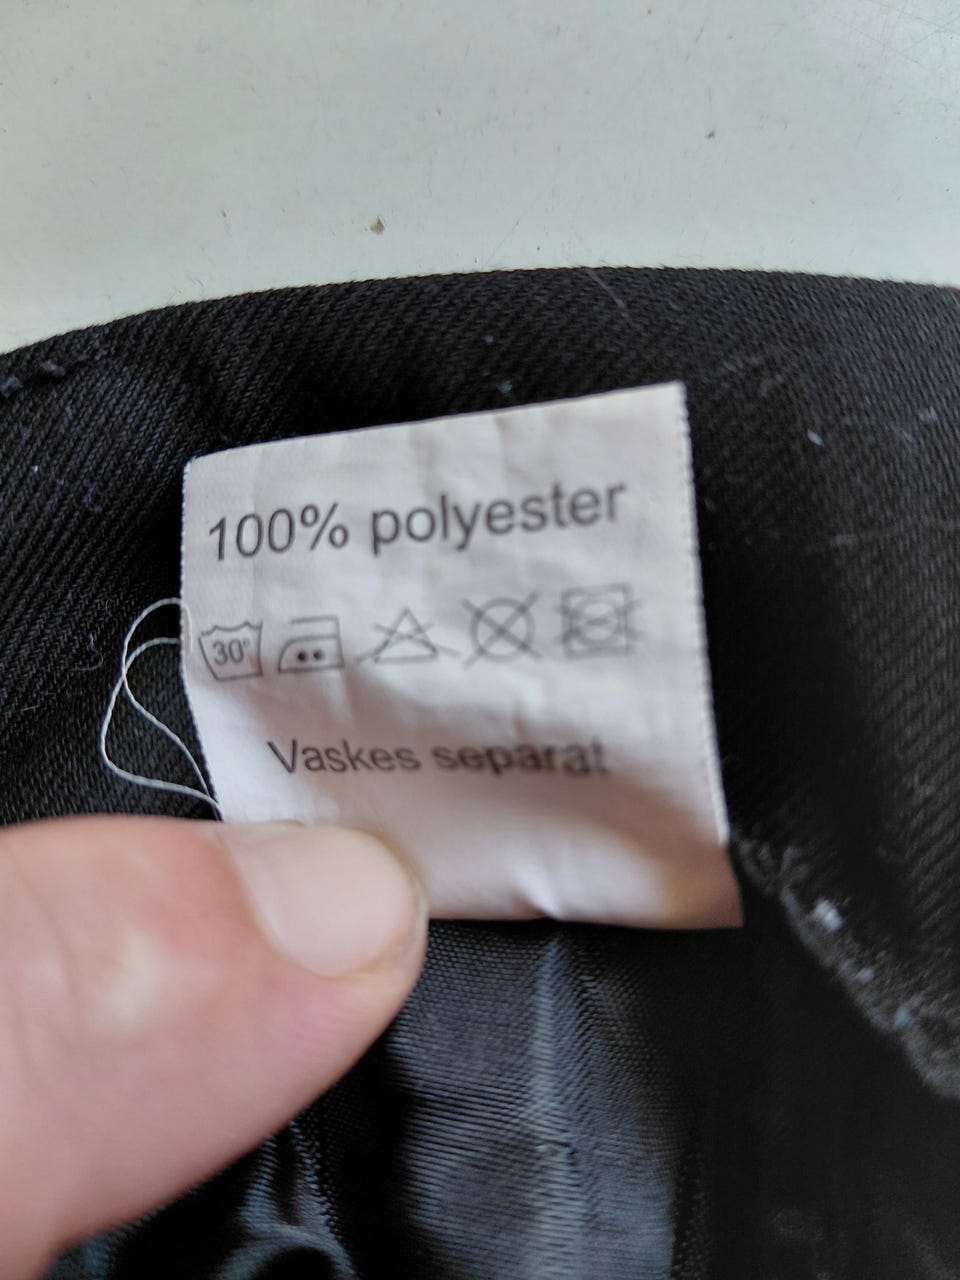 100% polyester
30°
Vaskes separat